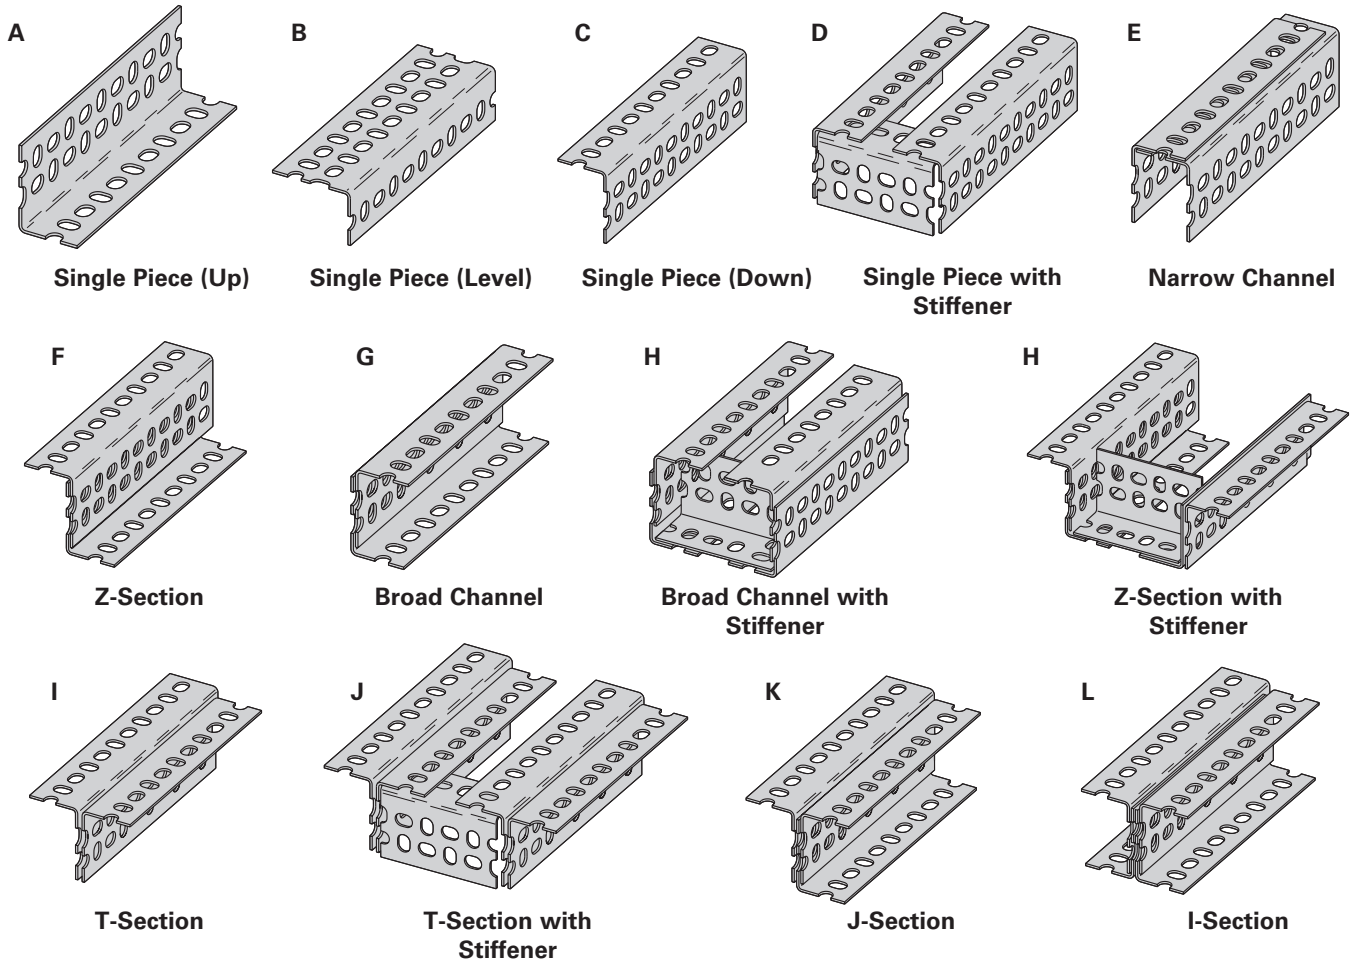 A
B
C
D
E
Single Piece (Up)
Single Piece (Level)
Single Piece (Down)
Single Piece with
Stiffener
Narrow Channel
F
G
H
H
Z-Section
Broad Channel
Broad Channel with
Stiffener
Z-Section with
Stiffener
I
J
K
L
T-Section
T-Section with
Stiffener
J-Section
I-Section